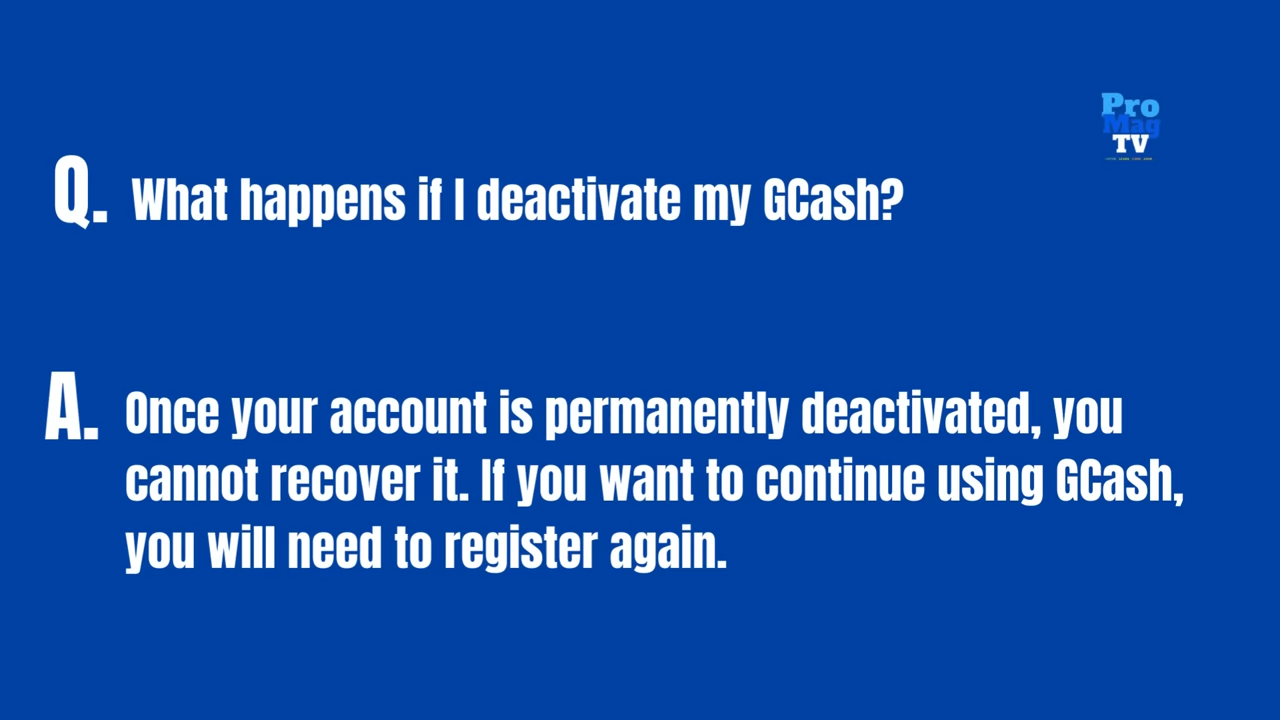 Pro
Mag
TV
Q. What happens if I deactivate my GCash?
A. Once your account is permanently deactivated, you
cannot recover it. If you want to continue using GCash,
you will need to register again.